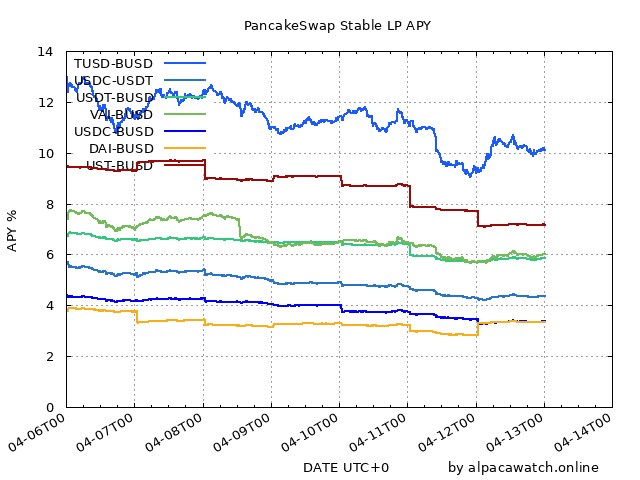 PancakeSwap Stable LP APY
14
12
10
8
6
4
2
0
APY %
TUSD-BUSD
USDC-USDT
USDT-BUSD
VAI-BUSD
USDC-BUSD
DAI-BUSD
UST-BUSD
04-06T00
04-07T00
04-08T00
04-09T00
04-10T00
04-11T00
04-12T00
04-13T00
04-14T00
DATE UTC+0
by alpacawatch.online